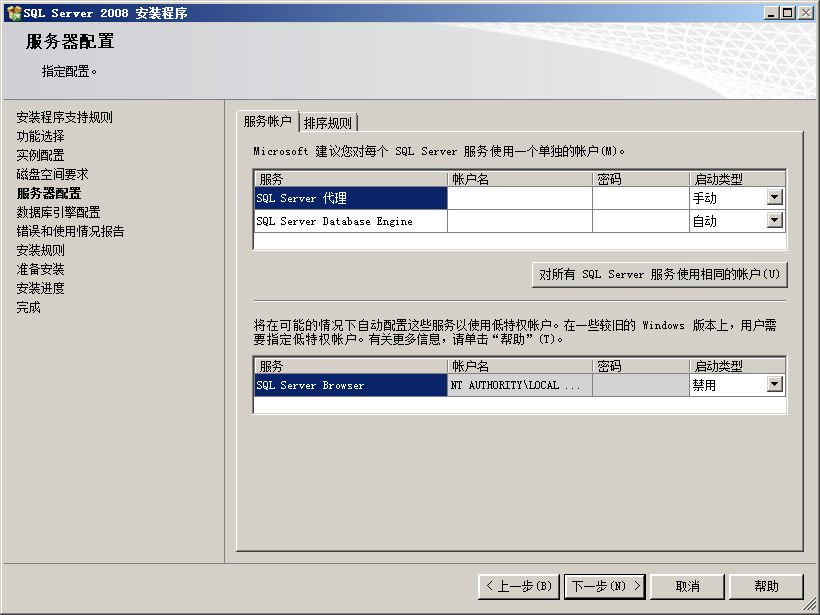 SQL Server 2008 安装程序
服务器配置
指定配置。
安装程序支持规则
功能选择
实例配置
磁盘空间要求
服务器配置
数据库引擎配置
错误和使用情况报告
安装规则
准备安装
安装进度
完成
服务帐户 排序规则
Microsoft 建议您对每个 SQL Server 服务使用一个单独的帐户(M)。
服务 帐户名 密码 启动类型
SQL Server 代理 手动
SQL Server Database Engine 自动
对所有 SQL Server 服务使用相同的帐户(U)
将在可能的情况下自动配置这些服务以使用低特权帐户。在一些较旧的 Windows 版本上，用户需
要指定低特权帐户。有关更多信息，请单击“帮助”(T)。
服务 帐户名 密码 启动类型
SQL Server Browser NT AUTHORITY\LOCAL ... 禁用
< 上一步(B) 下一步(N) > 取消 帮助